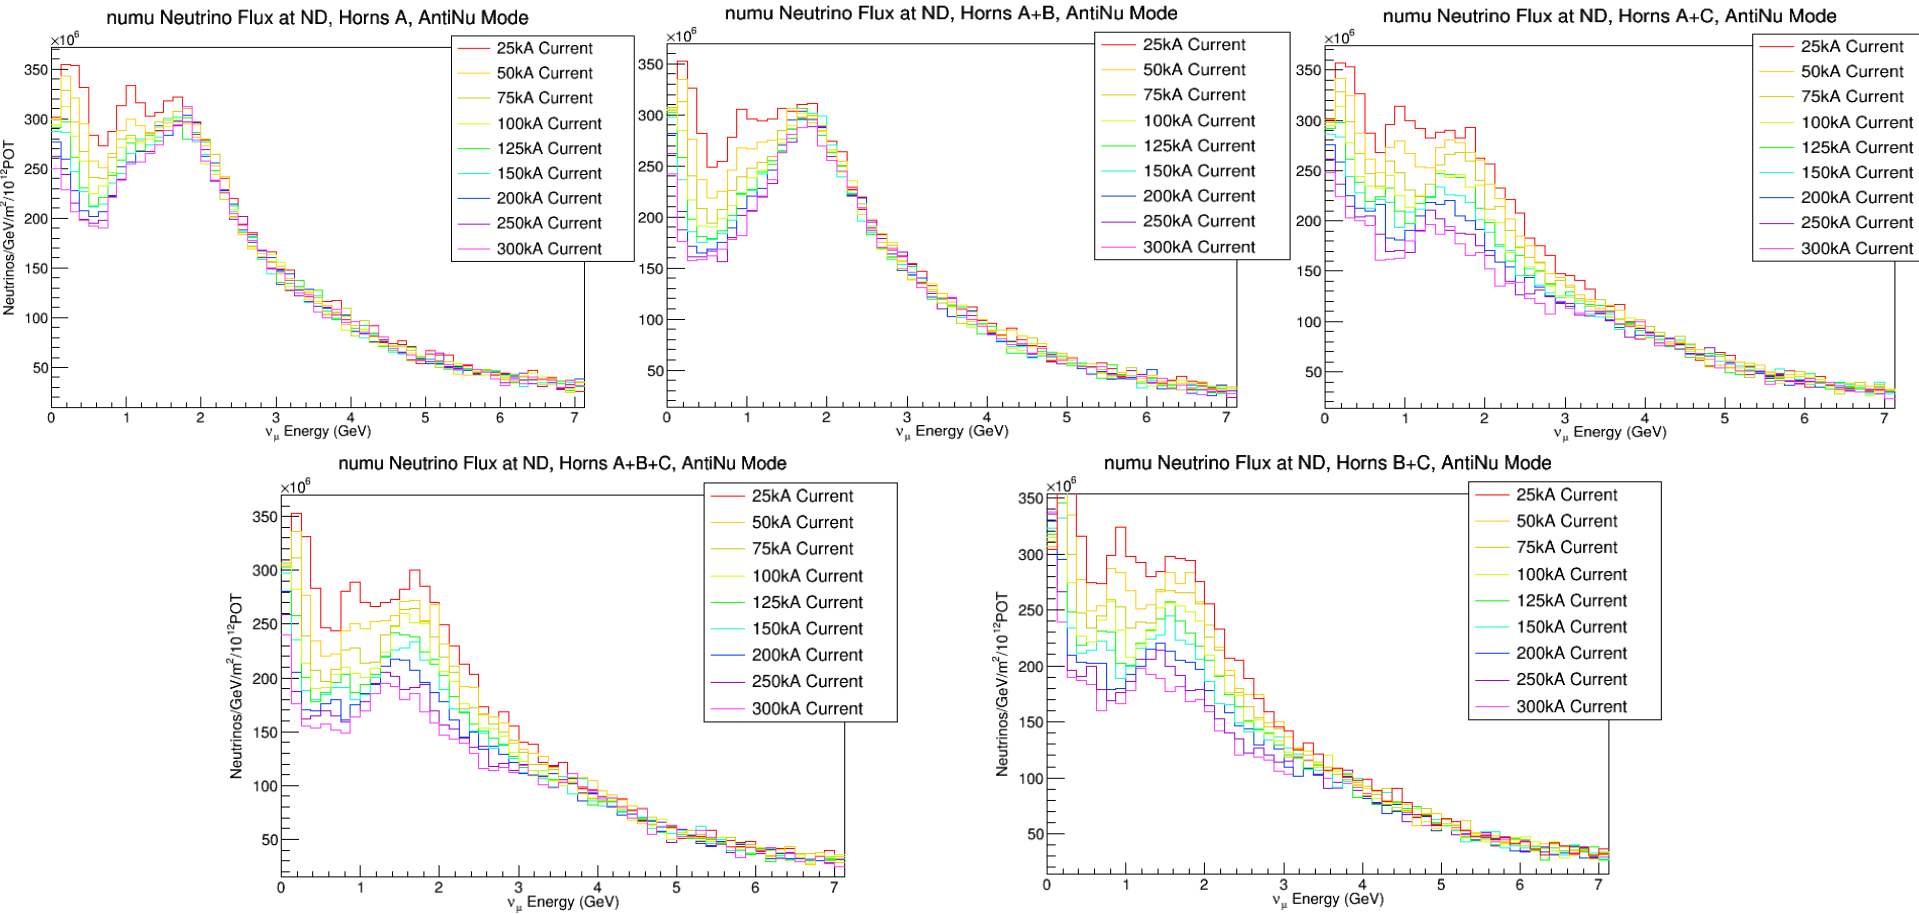 numu Neutrino Flux at ND, Horns A, AntiNu Mode
×10⁶
350
300
250
200
150
100
50
0 1 2 3 4 5 6 7
Neutrinos/GeV/m²/10¹²POT
νμ Energy (GeV)
25kA Current
50kA Current
75kA Current
100kA Current
125kA Current
150kA Current
200kA Current
250kA Current
300kA Current
numu Neutrino Flux at ND, Horns A+B, AntiNu Mode
×10⁶
350
300
250
200
150
100
50
0 1 2 3 4 5 6 7
νμ Energy (GeV)
25kA Current
50kA Current
75kA Current
100kA Current
125kA Current
150kA Current
200kA Current
250kA Current
300kA Current
numu Neutrino Flux at ND, Horns A+C, AntiNu Mode
×10⁶
350
300
250
200
150
100
50
0 1 2 3 4 5 6 7
νμ Energy (GeV)
25kA Current
50kA Current
75kA Current
100kA Current
125kA Current
150kA Current
200kA Current
250kA Current
300kA Current
numu Neutrino Flux at ND, Horns A+B+C, AntiNu Mode
×10⁶
350
300
250
200
150
100
50
0 1 2 3 4 5 6 7
Neutrinos/GeV/m²/10¹²POT
νμ Energy (GeV)
25kA Current
50kA Current
75kA Current
100kA Current
125kA Current
150kA Current
200kA Current
250kA Current
300kA Current
numu Neutrino Flux at ND, Horns B+C, AntiNu Mode
×10⁶
350
300
250
200
150
100
50
0 1 2 3 4 5 6 7
Neutrinos/GeV/m²/10¹²POT
νμ Energy (GeV)
25kA Current
50kA Current
75kA Current
100kA Current
125kA Current
150kA Current
200kA Current
250kA Current
300kA Current